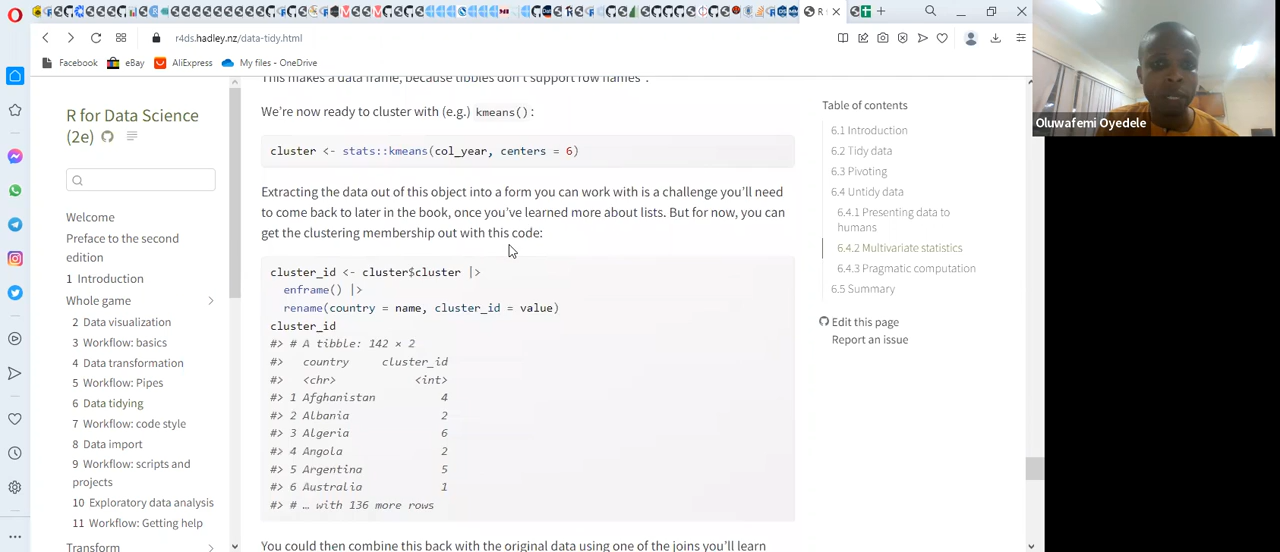 r4ds.hadley.nz/data-tidy.html
Facebook
eBay
AliExpress
My files - OneDrive
Oluwafemi Oyedele
R for Data Science
(2e)
Welcome
Preface to the second
edition
1 Introduction
Whole game
2 Data visualization
3 Workflow: basics
4 Data transformation
5 Workflow: Pipes
6 Data tidying
7 Workflow: code style
8 Data import
9 Workflow: scripts and
projects
10 Exploratory data analysis
11 Workflow: Getting help
Transform
This makes a data frame, because tibbles don't support row names
We're now ready to cluster with (e.g.) kmeans():
cluster <- stats::kmeans(col_year, centers = 6)
Extracting the data out of this object into a form you can work with is a challenge you'll need
to come back to later in the book, once you've learned more about lists. But for now, you can
get the clustering membership out with this code:
cluster_id <- cluster$cluster |>
enframe() |>
rename(country = name, cluster_id = value)
cluster_id
#> # A tibble: 142 × 2
#> country cluster_id
#> <chr> <int>
#> 1 Afghanistan 4
#> 2 Albania 2
#> 3 Algeria 6
#> 4 Angola 2
#> 5 Argentina 5
#> 6 Australia 1
#> # … with 136 more rows
You could then combine this back with the original data using one of the joins you'll learn
Table of contents
6.1 Introduction
6.2 Tidy data
6.3 Pivoting
6.4 Untidy data
6.4.1 Presenting data to
humans
6.4.2 Multivariate statistics
6.4.3 Pragmatic computation
6.5 Summary
Edit this page
Report an issue